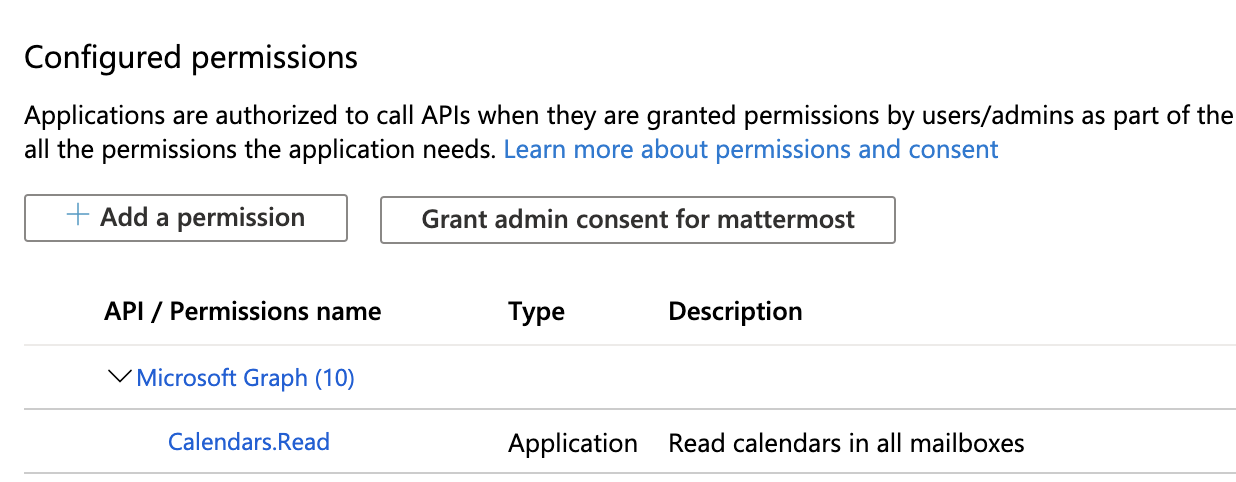 Configured permissions
Applications are authorized to call APIs when they are granted permissions by users/admins as part of the
all the permissions the application needs. Learn more about permissions and consent
+ Add a permission Grant admin consent for mattermost
API / Permissions name Type Description
Microsoft Graph (10)
Calendars.Read Application Read calendars in all mailboxes